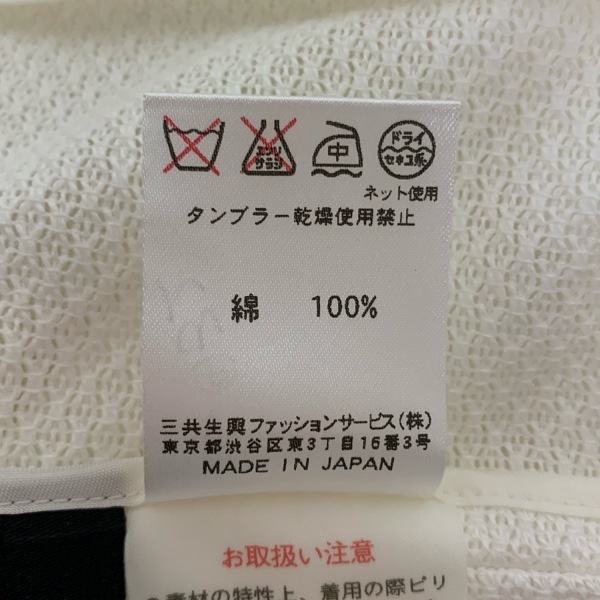 エンソ サラシ 中 ドライ セキユ系
ネット使用
タンブラー乾燥使用禁止
綿 100%
三共生興ファッションサービス(株)
東京都渋谷区東3丁目16番3号
MADE IN JAPAN
お取扱い注意
●素材の特性上、着用の際ピリ